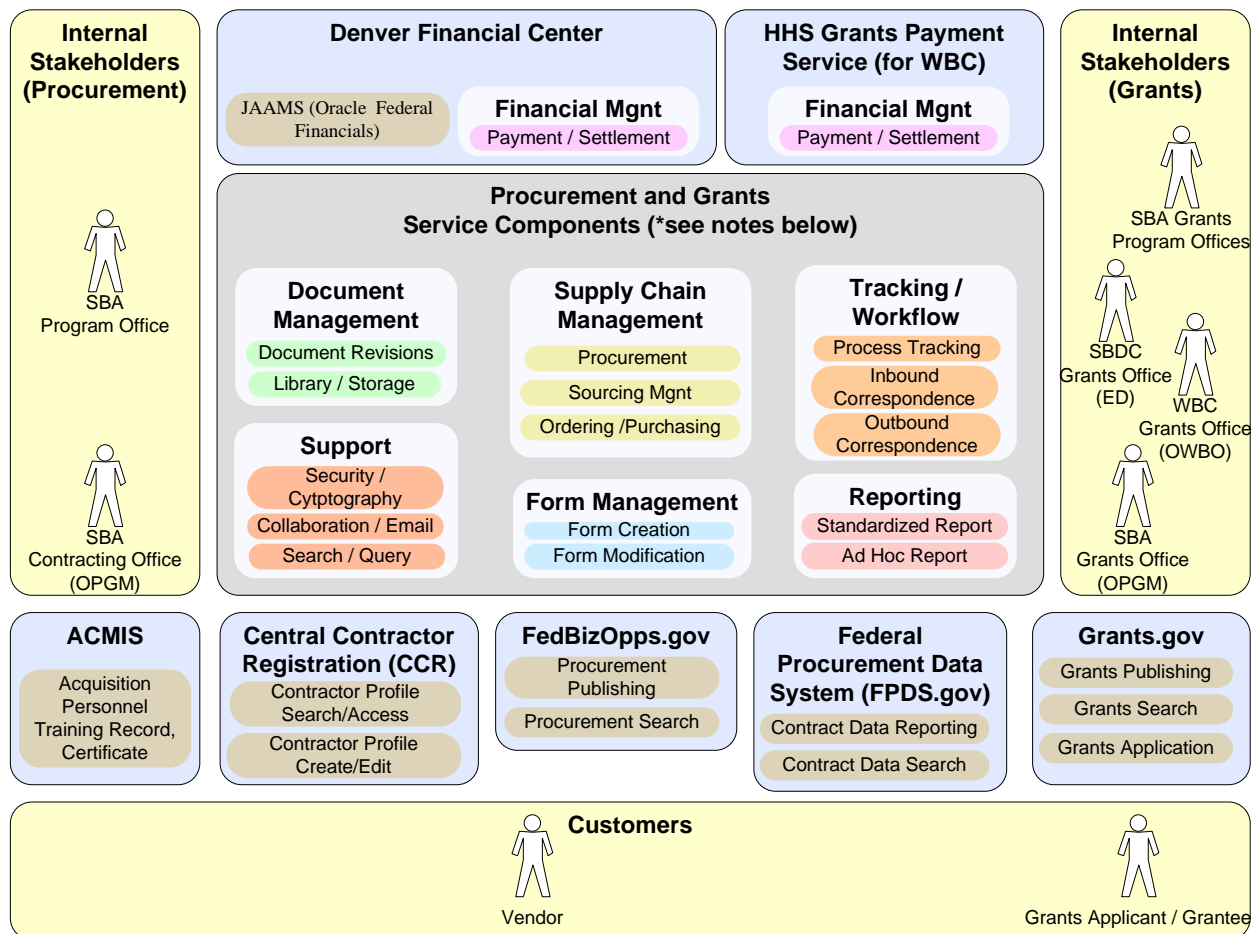 Internal
Stakeholders
(Procurement)
SBA
Program Office
SBA
Contracting Office
(OPGM)
Denver Financial Center
JAAMS (Oracle Federal
Financials)
Financial Mgnt
Payment / Settlement
HHS Grants Payment
Service (for WBC)
Financial Mgnt
Payment / Settlement
Internal
Stakeholders
(Grants)
SBA Grants
Program Offices
SBDC
Grants Office
(ED)
WBC
Grants Office
(OWBO)
SBA
Grants Office
(OPGM)
Procurement and Grants
Service Components (*see notes below)
Document
Management
Document Revisions
Library / Storage
Supply Chain
Management
Procurement
Sourcing Mgnt
Ordering /Purchasing
Tracking /
Workflow
Process Tracking
Inbound
Correspondence
Outbound
Correspondence
Support
Security /
Cytptography
Collaboration / Email
Search / Query
Form Management
Form Creation
Form Modification
Reporting
Standardized Report
Ad Hoc Report
ACMIS
Acquisition
Personnel
Training Record,
Certificate
Central Contractor
Registration (CCR)
Contractor Profile
Search/Access
Contractor Profile
Create/Edit
FedBizOpps.gov
Procurement
Publishing
Procurement Search
Federal
Procurement Data
System (FPDS.gov)
Contract Data Reporting
Contract Data Search
Grants.gov
Grants Publishing
Grants Search
Grants Application
Customers
Vendor
Grants Applicant / Grantee